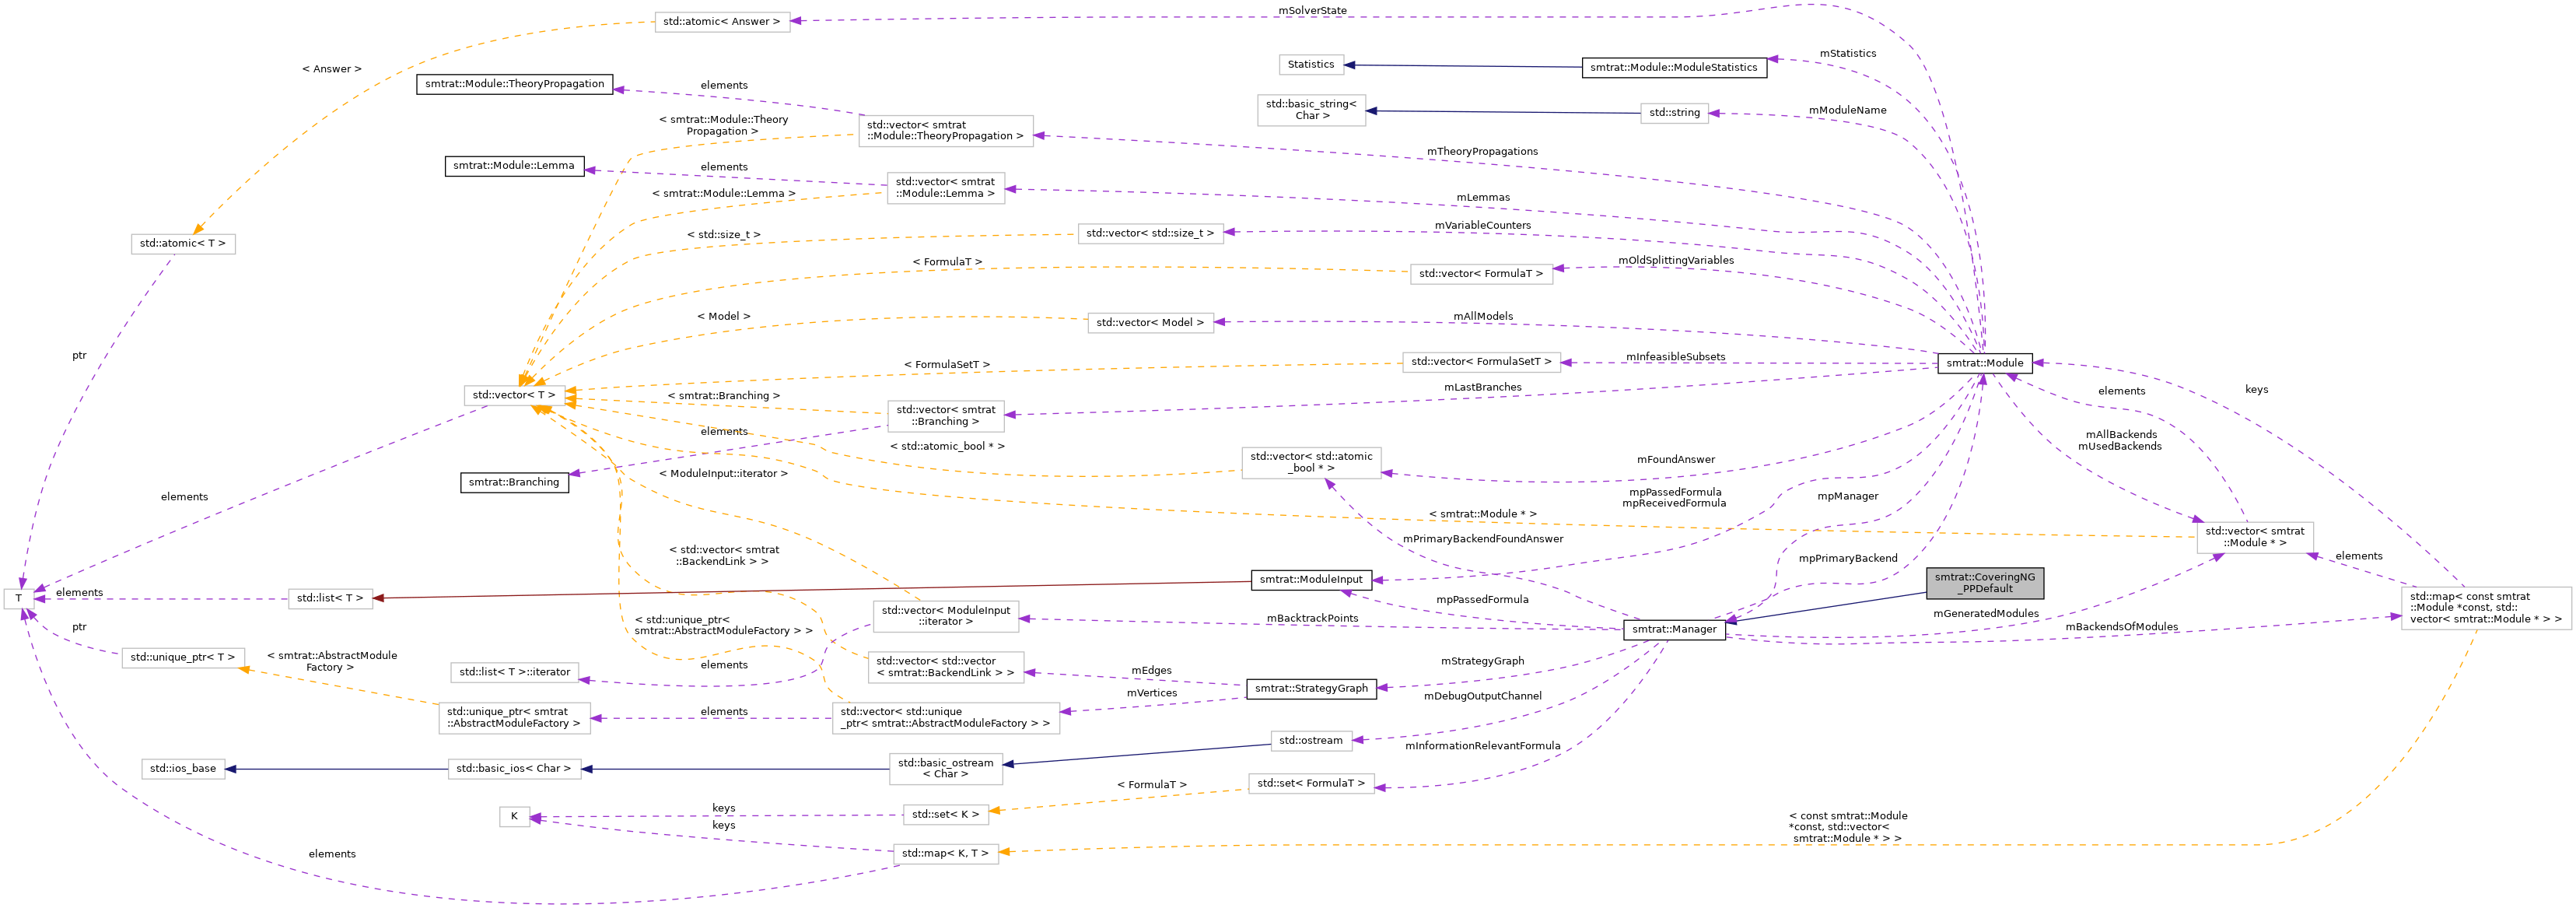 mSolverState
std::atomic< Answer >
mStatistics
Statistics
smtrat::Module::ModuleStatistics
< Answer >
smtrat::Module::TheoryPropagation
elements
std::basic_string<
Char >
std::string
mModuleName
< smtrat::Module::Theory
Propagation >
std::vector< smtrat
::Module::TheoryPropagation >
mTheoryPropagations
smtrat::Module::Lemma
elements
std::vector< smtrat
::Module::Lemma >
< smtrat::Module::Lemma >
mLemmas
< std::size_t >
std::vector< std::size_t >
mVariableCounters
std::atomic< T >
< FormulaT >
std::vector< FormulaT >
mOldSplittingVariables
< Model >
std::vector< Model >
mAllModels
ptr
< FormulaSetT >
std::vector< FormulaSetT >
mInfeasibleSubsets
smtrat::Module
keys
elements
std::vector< T >
< smtrat::Branching >
mLastBranches
std::vector< smtrat
::Branching >
elements
< std::atomic_bool * >
std::vector< std::atomic
_bool * >
mFoundAnswer
mAllBackends
mUsedBackends
smtrat::Branching
< ModuleInput::iterator >
elements
mpPassedFormula
mpReceivedFormula
mpManager
< smtrat::Module * >
std::vector< smtrat
::Module * >
mPrimaryBackendFoundAnswer
< std::vector< smtrat
::BackendLink > >
mpPrimaryBackend
elements
smtrat::ModuleInput
smtrat::CoveringNG
_PPDefault
T
elements
std::list< T >
mpPassedFormula
std::map< const smtrat
::Module *const, std::
vector< smtrat::Module * > >
std::vector< ModuleInput
::iterator >
mBacktrackPoints
mGeneratedModules
mBackendsOfModules
smtrat::Manager
ptr
< std::unique_ptr<
smtrat::AbstractModuleFactory > >
std::unique_ptr< T >
< smtrat::AbstractModule
Factory >
std::list< T >::iterator
elements
std::vector< std::vector
< smtrat::BackendLink > >
mEdges
mStrategyGraph
smtrat::StrategyGraph
mVertices
mDebugOutputChannel
std::unique_ptr< smtrat
::AbstractModuleFactory >
elements
std::vector< std::unique
_ptr< smtrat::AbstractModuleFactory > >
std::ostream
mInformationRelevantFormula
std::ios_base
std::basic_ios< Char >
std::basic_ostream
< Char >
< FormulaT >
std::set< FormulaT >
K
keys
std::set< K >
keys
< const smtrat::Module
*const, std::vector<
smtrat::Module * > >
elements
std::map< K, T >